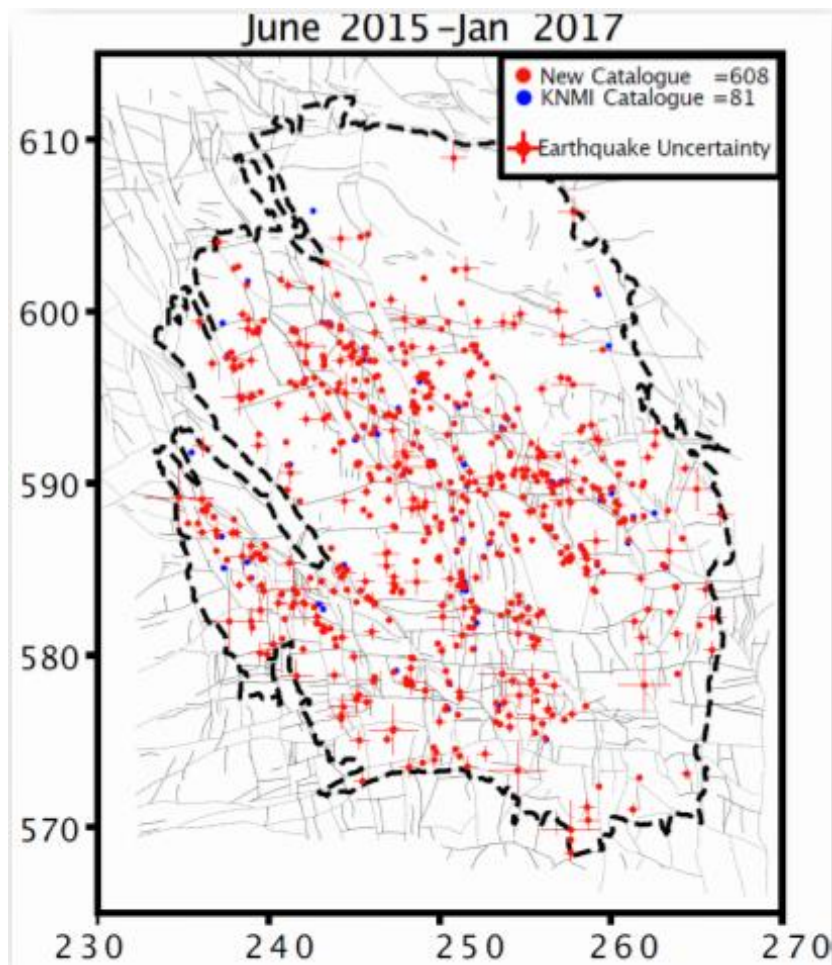 June 2015-Jan 2017
New Catalogue =608
KNMI Catalogue =81
Earthquake Uncertainty
610
600
590
580
570
230 240 250 260 270